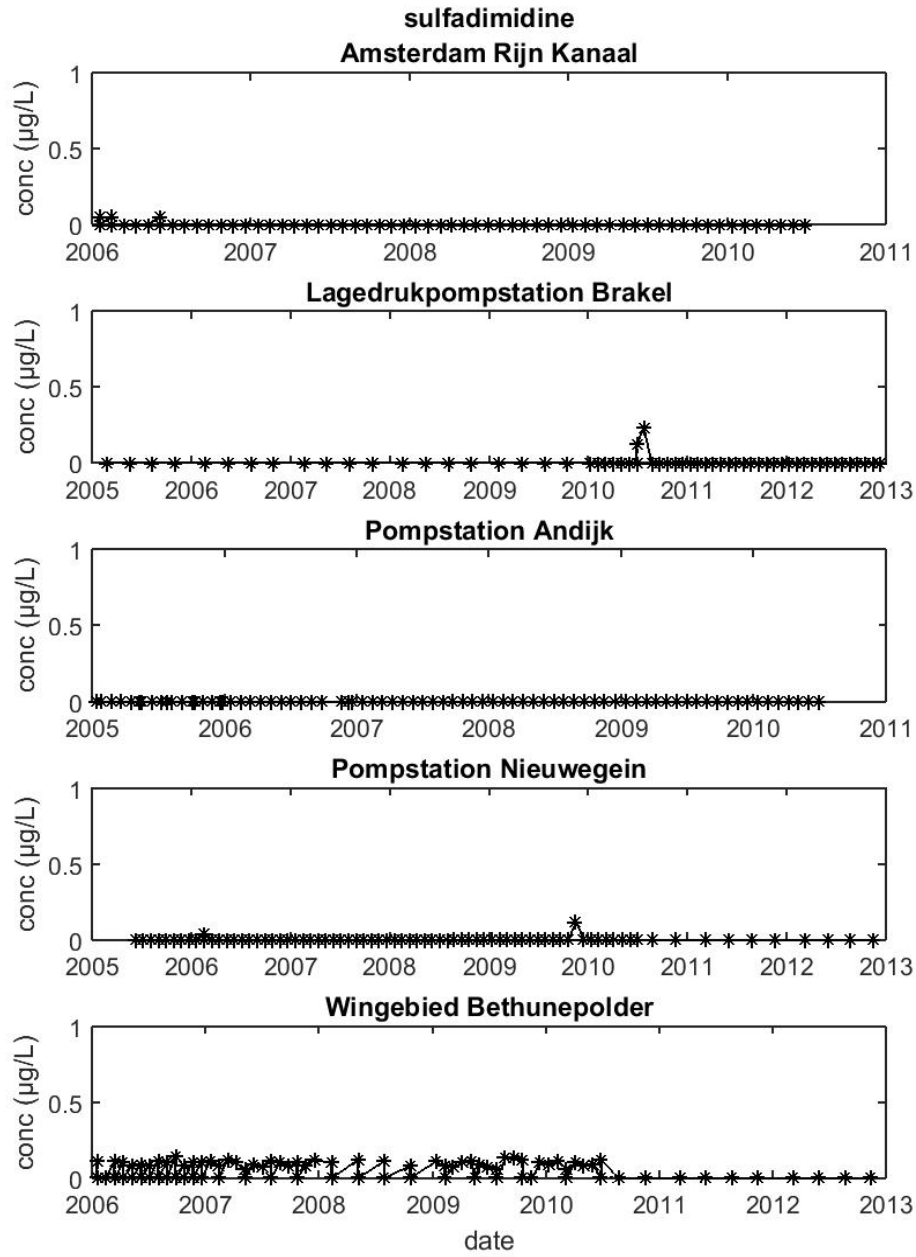 sulfadimidine
Amsterdam Rijn Kanaal
1
0.5
0
conc (µg/L)
2006 2007 2008 2009 2010 2011
Lagedrukpompstation Brakel
1
0.5
0
conc (µg/L)
2005 2006 2007 2008 2009 2010 2011 2012 2013
Pompstation Andijk
1
0.5
0
conc (µg/L)
2005 2006 2007 2008 2009 2010 2011
Pompstation Nieuwegein
1
0.5
0
conc (µg/L)
2005 2006 2007 2008 2009 2010 2011 2012 2013
Wingebied Bethunepolder
1
0.5
0
conc (µg/L)
2006 2007 2008 2009 2010 2011 2012 2013
date